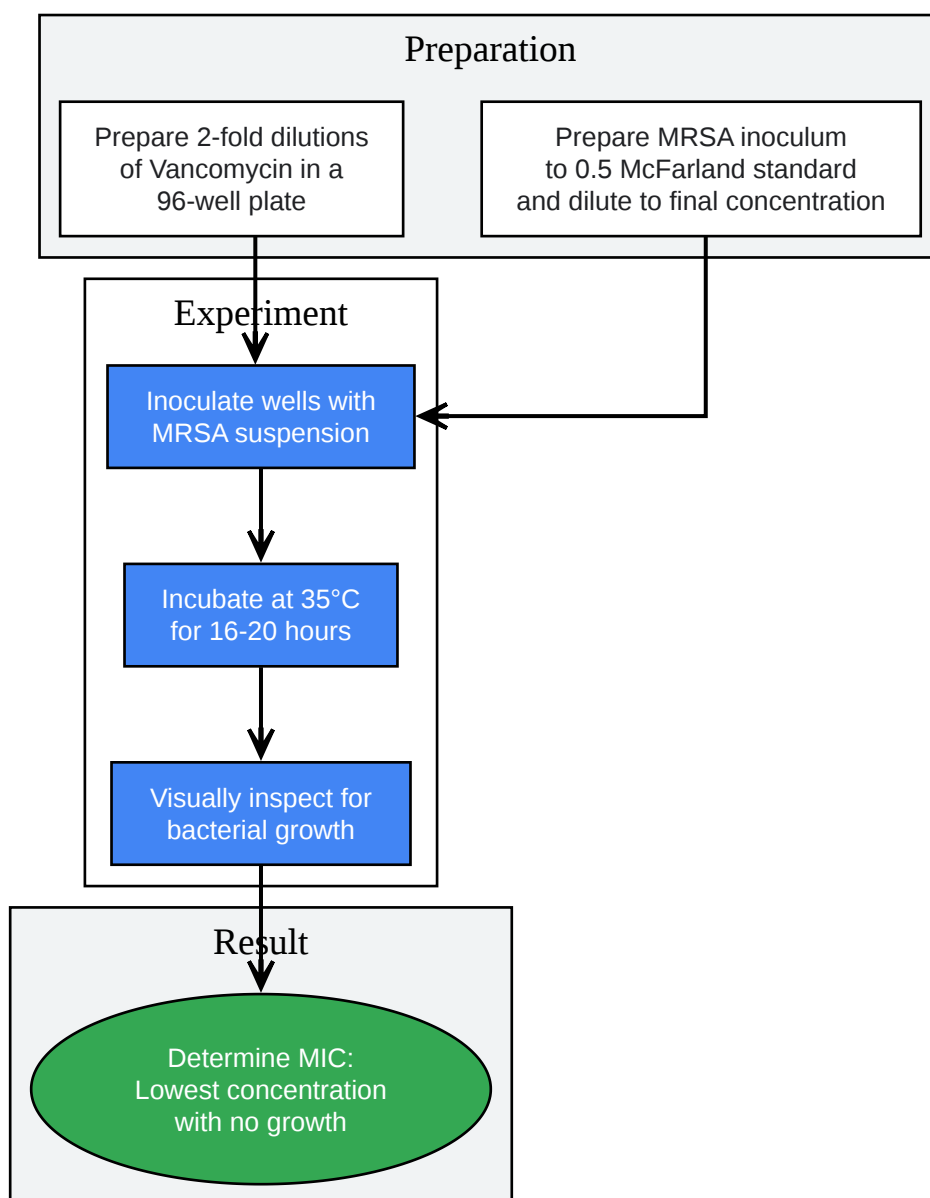 Preparation
Prepare 2-fold dilutions
of Vancomycin in a
96-well plate
Prepare MRSA inoculum
to 0.5 McFarland standard
and dilute to final concentration
Experiment
Inoculate wells with
MRSA suspension
Incubate at 35°C
for 16-20 hours
Visually inspect for
bacterial growth
Result
Determine MIC:
Lowest concentration
with no growth